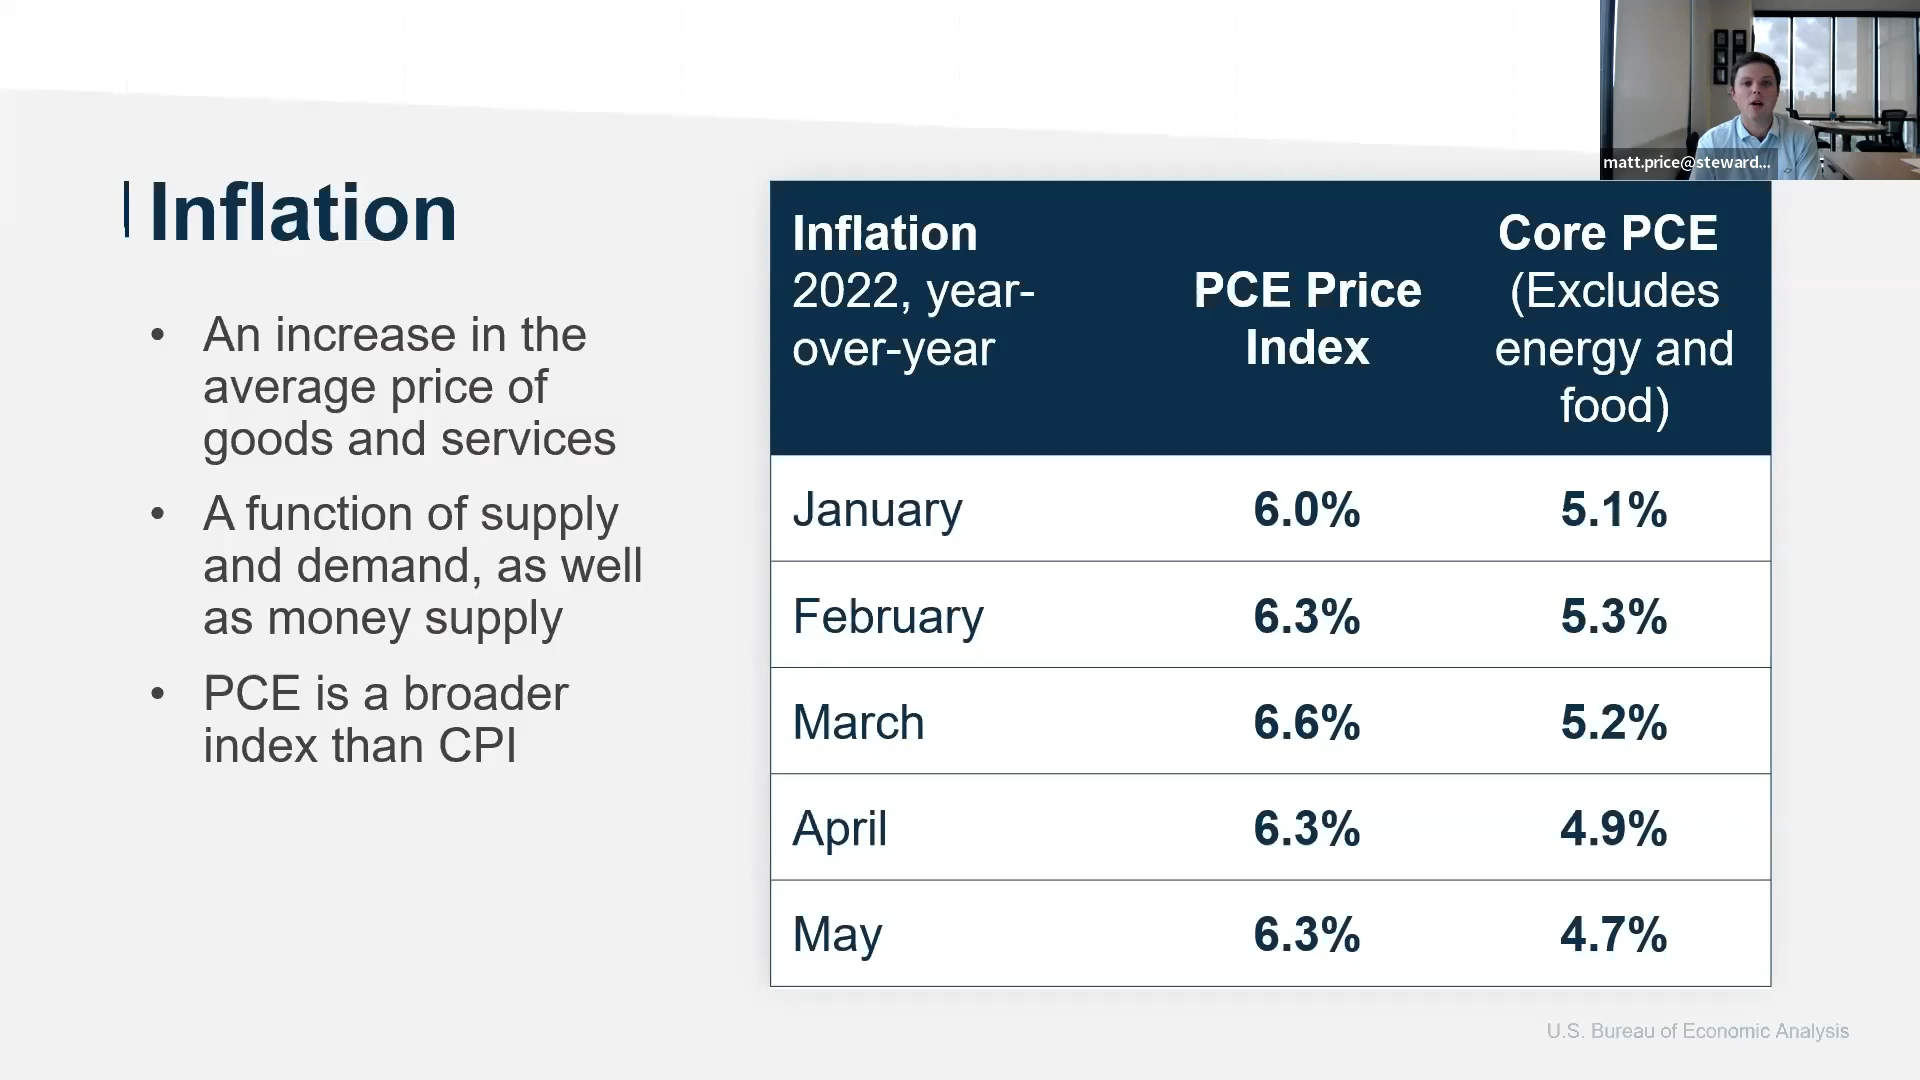 matt.price@steward...
Inflation
• An increase in the
average price of
goods and services
• A function of supply
and demand, as well
as money supply
• PCE is a broader
index than CPI
Inflation
2022, year-
over-year
PCE Price
Index
Core PCE
(Excludes
energy and
food)
January 6.0% 5.1%
February 6.3% 5.3%
March 6.6% 5.2%
April 6.3% 4.9%
May 6.3% 4.7%
U.S. Bureau of Economic Analysis